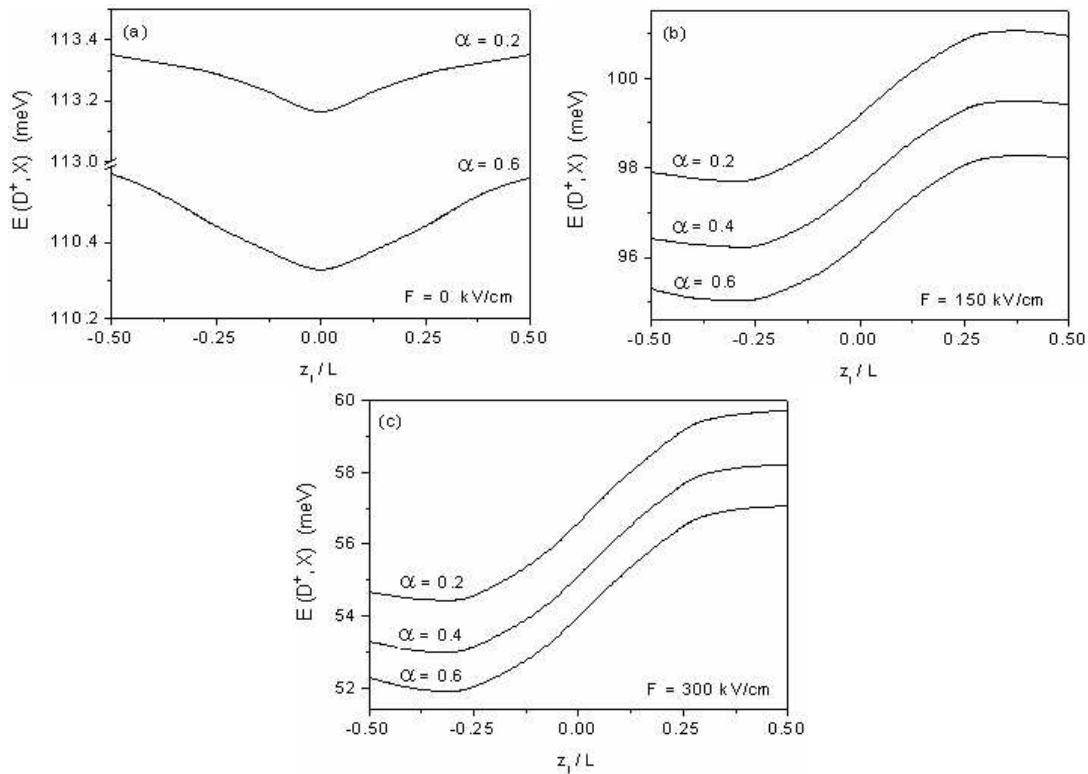 (a)
E (D⁺, X) (meV)
113.4
113.2
113.0
110.4
110.2
α = 0.2
α = 0.6
F = 0 kV/cm
-0.50 -0.25 0.00 0.25 0.50
zᵢ / L
(b)
E (D⁺, X) (meV)
100
98
96
α = 0.2
α = 0.4
α = 0.6
F = 150 kV/cm
-0.50 -0.25 0.00 0.25 0.50
zᵢ / L
(c)
E (D⁺, X) (meV)
60
58
56
54
52
α = 0.2
α = 0.4
α = 0.6
F = 300 kV/cm
-0.50 -0.25 0.00 0.25 0.50
zᵢ / L